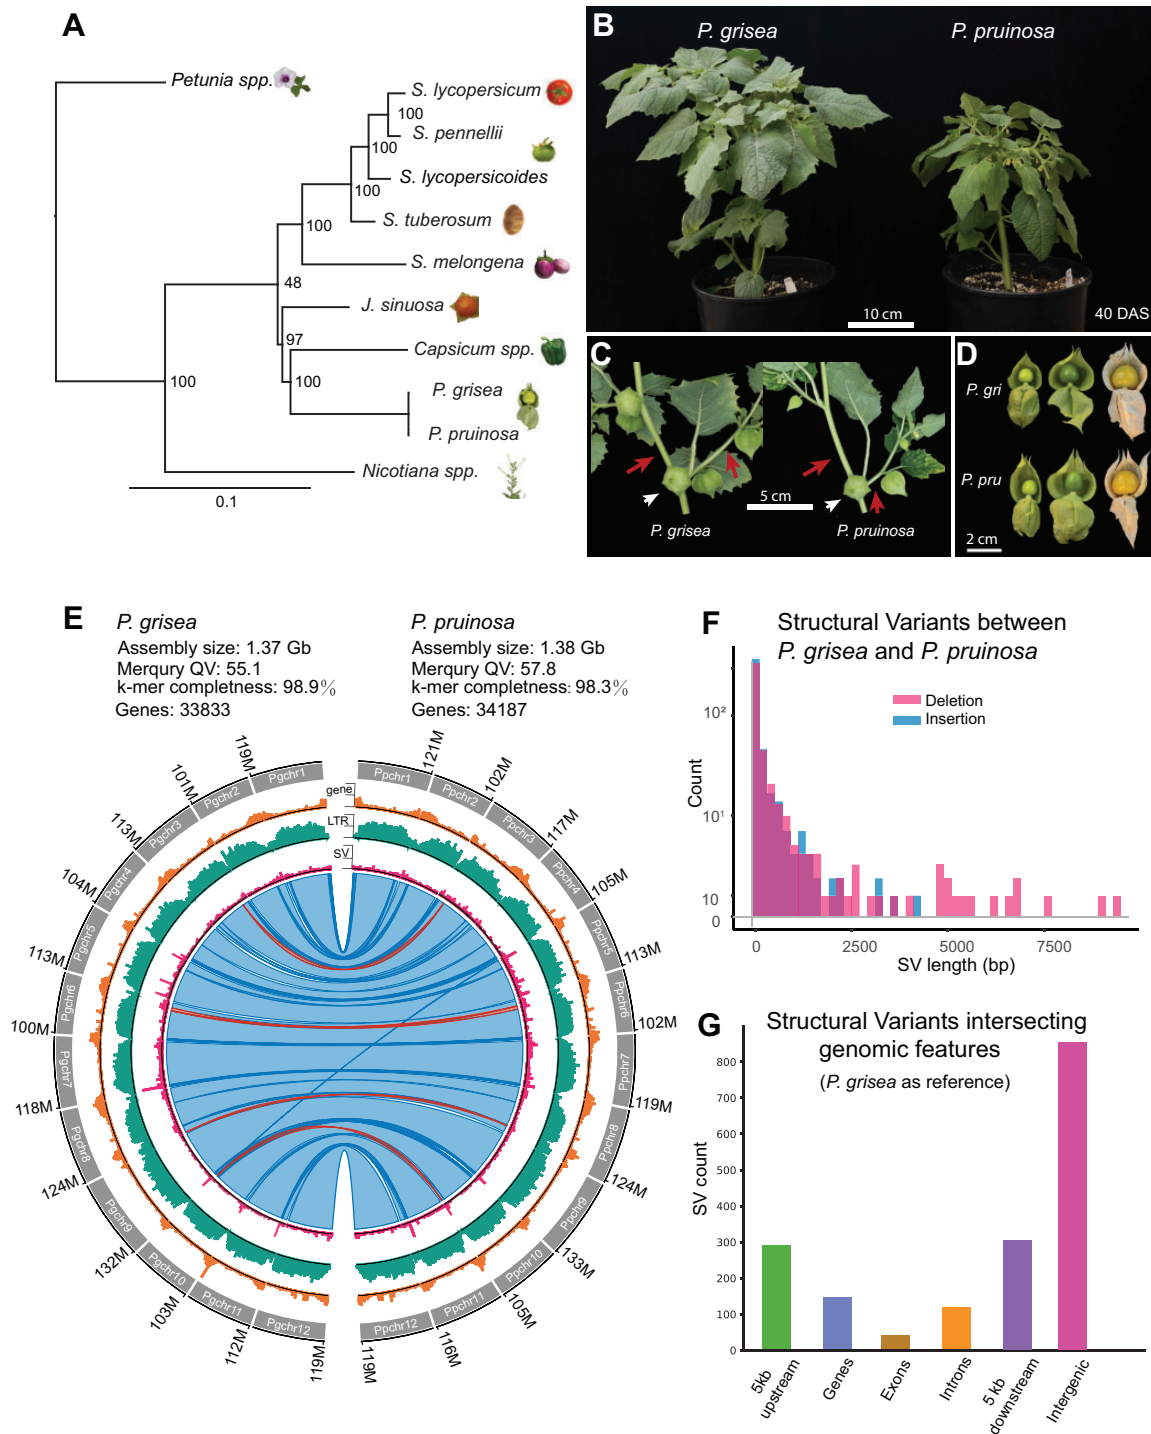 A
Petunia spp.
S. lycopersicum
100
S. pennellii
100
S. lycopersicoides
100
S. tuberosum
100
S. melongena
48
J. sinuosa
97
Capsicum spp.
100
P. grisea
100
P. pruinosa
Nicotiana spp.
0.1
B
P. grisea
P. pruinosa
10 cm
40 DAS
C
5 cm
P. grisea
P. pruinosa
D
P. gri
P. pru
2 cm
E
P. grisea
Assembly size: 1.37 Gb
Merqury QV: 55.1
k-mer completness: 98.9%
Genes: 33833
P. pruinosa
Assembly size: 1.38 Gb
Merqury QV: 57.8
k-mer completness: 98.3%
Genes: 34187
gene
LTR
SV
Pgchr1
119M
Pgchr2
101M
Pgchr3
113M
Pgchr4
104M
Pgchr5
113M
Pgchr6
100M
Pgchr7
118M
Pgchr8
124M
Pgchr9
132M
Pgchr10
103M
Pgchr11
112M
Pgchr12
119M
Ppchr1
121M
Ppchr2
102M
Ppchr3
117M
Ppchr4
105M
Ppchr5
113M
Ppchr6
102M
Ppchr7
119M
Ppchr8
124M
Ppchr9
133M
Ppchr10
105M
Ppchr11
116M
Ppchr12
119M
F
Structural Variants between
P. grisea and P. pruinosa
Deletion
Insertion
Count
10²
10¹
10
0
0
2500
5000
7500
SV length (bp)
G
Structural Variants intersecting
genomic features
(P. grisea as reference)
SV count
800
700
600
500
400
300
200
100
0
5kb
upstream
Genes
Exons
Introns
5 kb
downstream
Intergenic